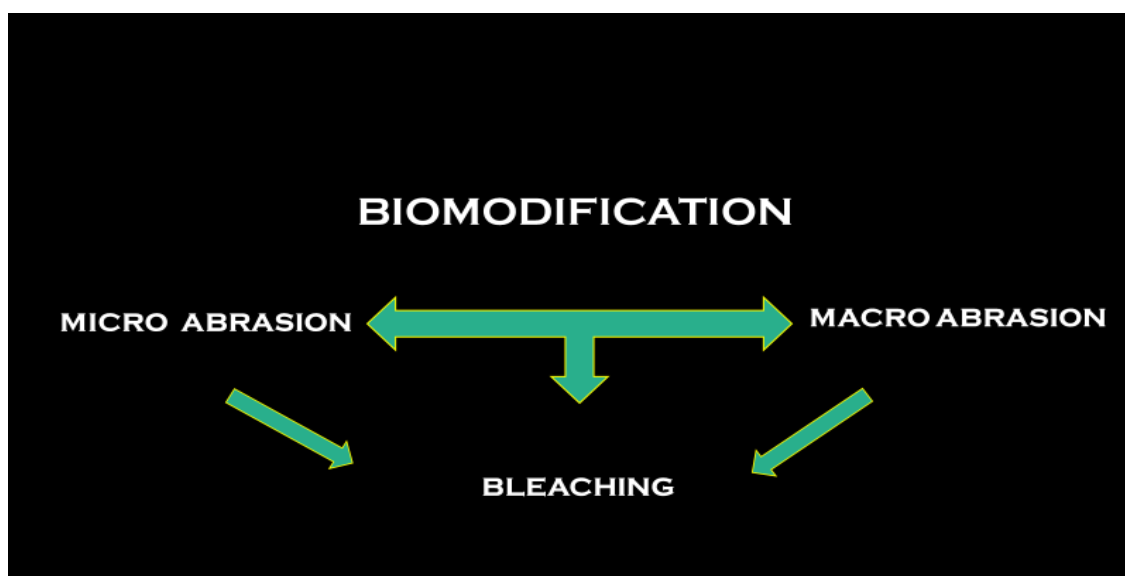 BIOMODIFICATION
MICRO ABRASION
MACRO ABRASION
BLEACHING